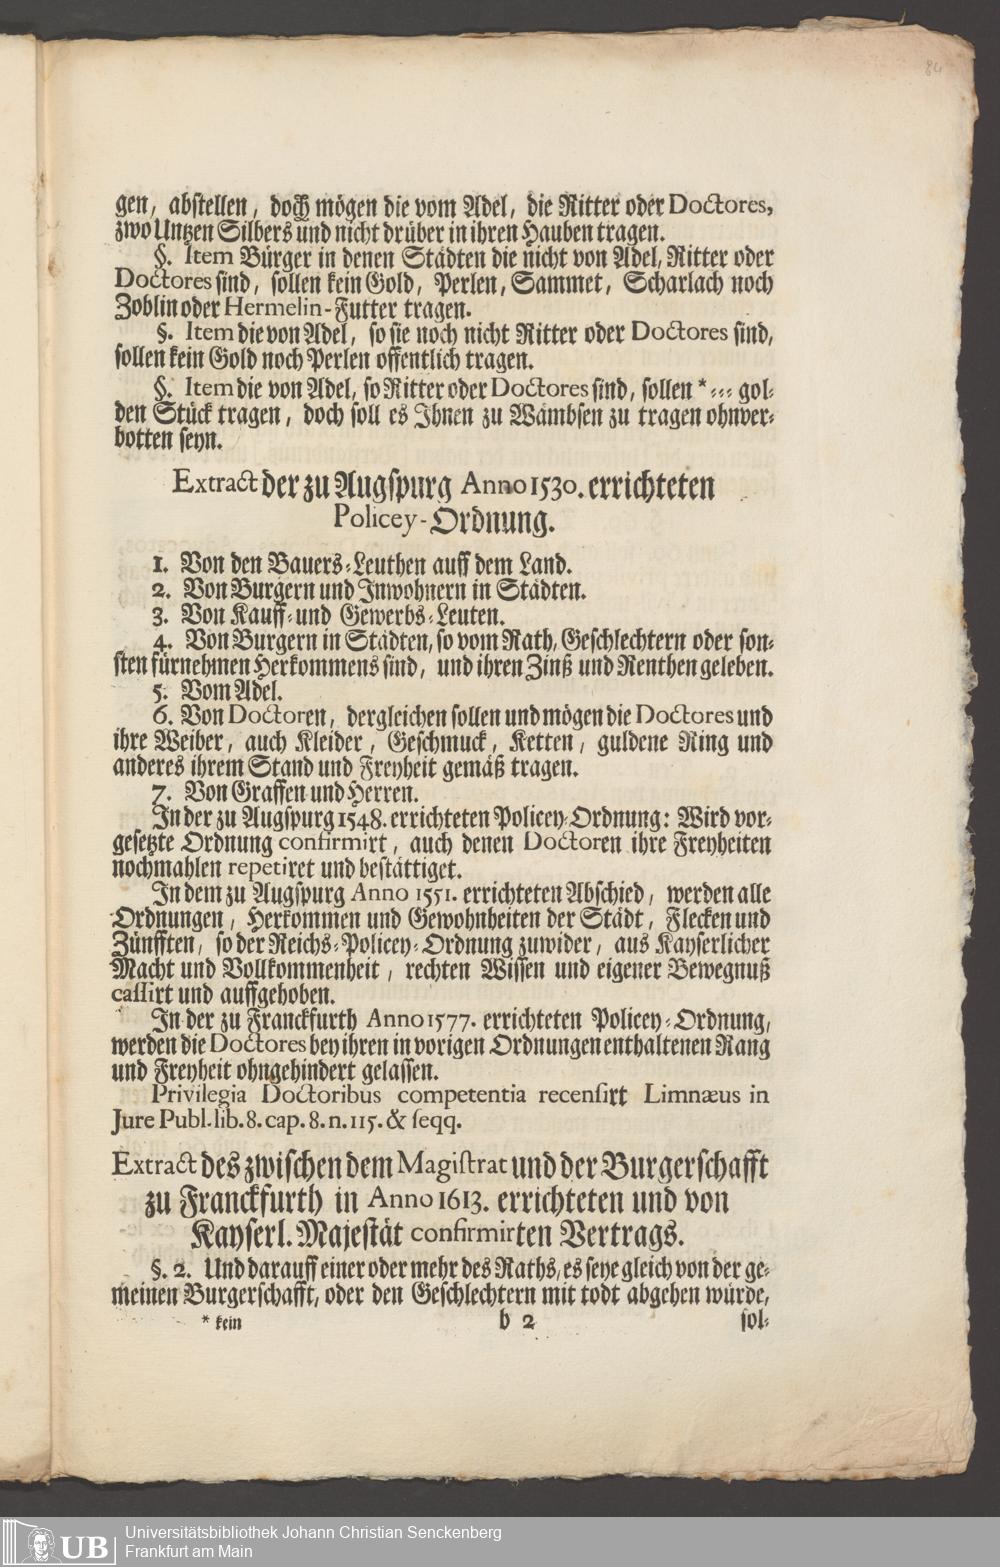 84
gen, abstellen, doch mögen die vom Adel, die Ritter oder Doctores,
zwo Untzen Silbers und nicht drüber in ihren Hauben tragen.
§. Item Bürger in denen Städten die nicht von Adel, Ritter oder
Doctores sind, sollen kein Gold, Perlen, Sammet, Scharlach noch
Zoblin oder Hermelin-Futter tragen.
§. Item die von Adel, so sie noch nicht Ritter oder Doctores sind,
sollen kein Gold noch Perlen offentlich tragen.
§. Item die von Adel, so Ritter oder Doctores sind, sollen *--- gol-
den Stück tragen, doch soll es Ihnen zu Wambsen zu tragen ohnver-
botten seyn.
Extract der zu Augspurg Anno 1530. errichteten
Policey-Ordnung.
1. Von den Bauers-Leuthen auff dem Land.
2. Von Burgern und Inwohnern in Städten.
3. Von Kauff- und Gewerbs-Leuten.
4. Von Burgern in Städten, so vom Rath, Geschlechtern oder son-
sten fürnehmen Herkommens sind, und ihren Zinß und Renthen geleben.
5. Vom Adel.
6. Von Doctoren, dergleichen sollen und mögen die Doctores und
ihre Weiber, auch Kleider, Geschmuck, Ketten, guldene Ring und
anderes ihrem Stand und Freyheit gemäß tragen.
7. Von Graffen und Herren.
In der zu Augspurg 1548. errichteten Policey-Ordnung: Wird vor-
gesetzte Ordnung confirmirt, auch denen Doctoren ihre Freyheiten
nochmahlen repetiret und bestättiget.
In dem zu Augspurg Anno 1551. errichteten Abschied, werden alle
Ordnungen, Herkommen und Gewohnheiten der Städt, Flecken und
Zünfften, so der Reichs-Policey-Ordnung zuwider, aus Kayserlicher
Macht und Vollkommenheit, rechten Wissen und eigener Bewegnuß
cassirt und auffgehoben.
In der zu Franckfurth Anno 1577. errichteten Policey-Ordnung,
werden die Doctores bey ihren in vorigen Ordnungen enthaltenen Rang
und Freyheit ohngehindert gelassen.
Privilegia Doctoribus competentia recensirt Limnæus in
Jure Publ. lib. 8. cap. 8. n. 115. & seqq.
Extract des zwischen dem Magistrat und der Burgerschafft
zu Franckfurth in Anno 1613. errichteten und von
Kayserl. Majestät confirmirten Vertrags.
§. 2. Und darauff einer oder mehr des Raths, es seye gleich von der ge-
meinen Burgerschafft, oder den Geschlechtern mit todt abgehen würde,
* kein b 2 sol-
UB Universitätsbibliothek Johann Christian Senckenberg
Frankfurt am Main